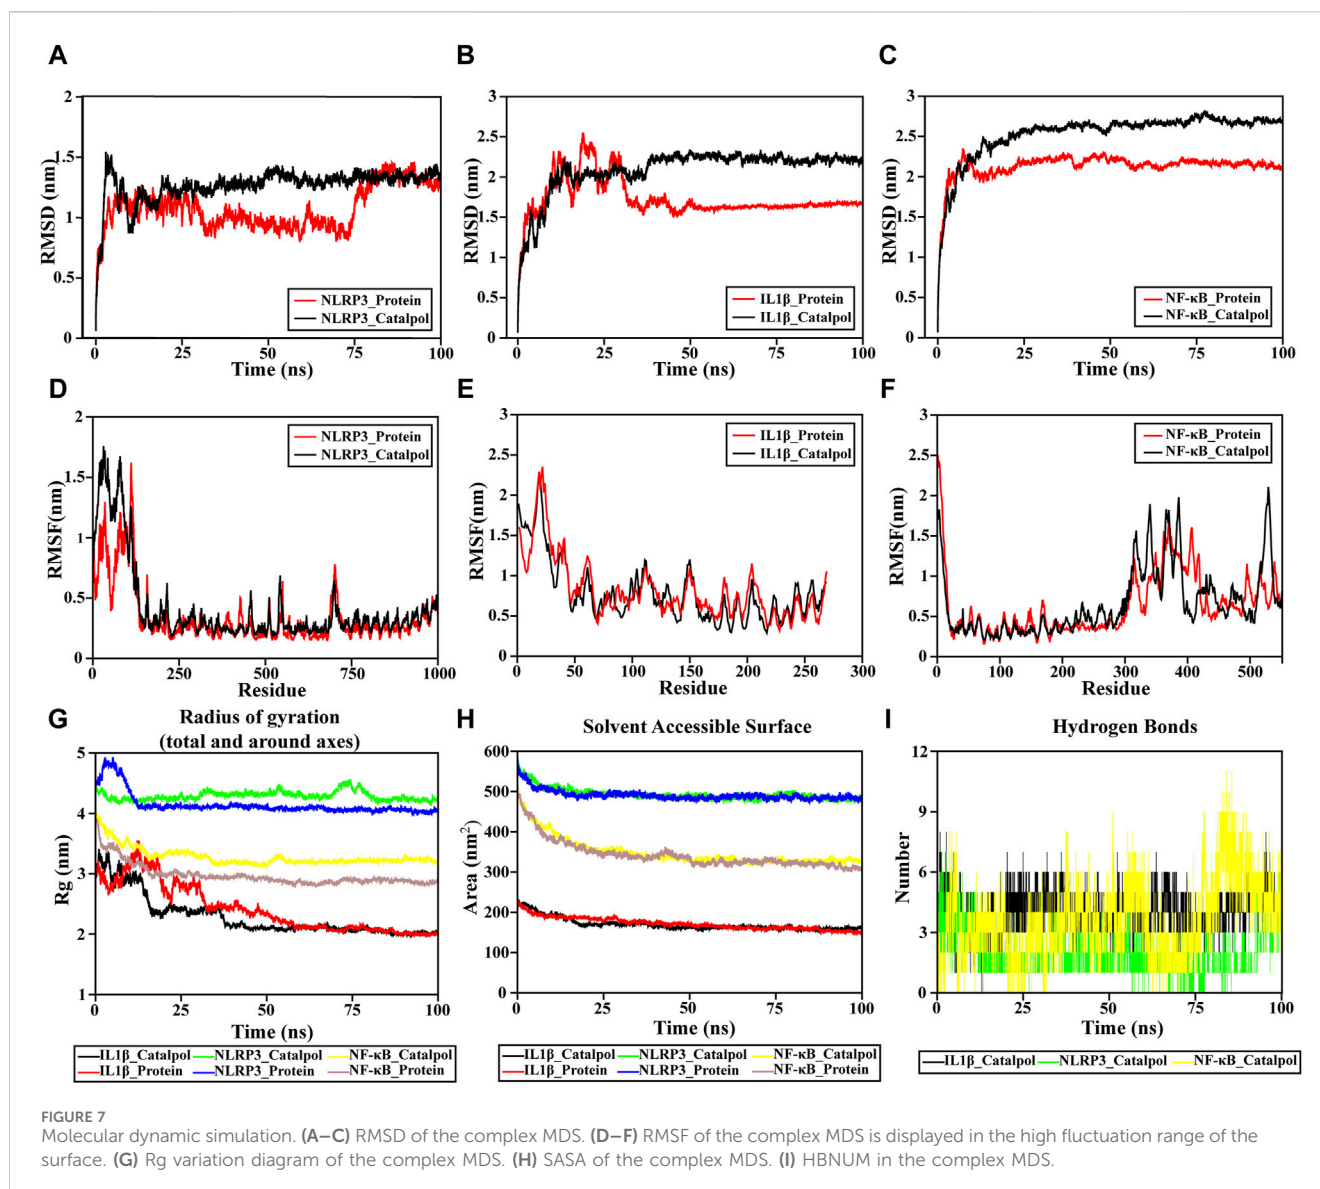 A
B
C
RMSD (nm)
2
1.5
1
0.5
0
NLRP3_Protein
NLRP3_Catalpol
0 25 50 75 100
Time (ns)
RMSD (nm)
3
2.5
2
1.5
1
0.5
0
IL1β_Protein
IL1β_Catalpol
0 25 50 75 100
Time (ns)
RMSD (nm)
3
2.5
2
1.5
1
0.5
0
NF-κB_Protein
NF-κB_Catalpol
0 25 50 75 100
Time (ns)
D
E
F
RMSF(nm)
2
1.5
1
0.5
0
NLRP3_Protein
NLRP3_Catalpol
0 250 500 750 1000
Residue
RMSF(nm)
3
2.5
2
1.5
1
0.5
0
IL1β_Protein
IL1β_Catalpol
0 50 100 150 200 250 300
Residue
RMSF(nm)
3
2.5
2
1.5
1
0.5
0
NF-κB_Protein
NF-κB_Catalpol
0 100 200 300 400 500
Residue
G
Radius of gyration
(total and around axes)
Rg (nm)
5
4
3
2
1
0 25 50 75 100
Time (ns)
IL1β_Catalpol NLRP3_Catalpol NF-κB_Catalpol
IL1β_Protein NLRP3_Protein NF-κB_Protein
H
Solvent Accessible Surface
Area (nm²)
600
500
400
300
200
100
0
0 25 50 75 100
Time (ns)
IL1β_Catalpol NLRP3_Catalpol NF-κB_Catalpol
IL1β_Protein NLRP3_Protein NF-κB_Protein
I
Hydrogen Bonds
Number
12
9
6
3
0
0 25 50 75 100
Time (ns)
IL1β_Catalpol NLRP3_Catalpol NF-κB_Catalpol
FIGURE 7
Molecular dynamic simulation. (A–C) RMSD of the complex MDS. (D–F) RMSF of the complex MDS is displayed in the high fluctuation range of the
surface. (G) Rg variation diagram of the complex MDS. (H) SASA of the complex MDS. (I) HBNUM in the complex MDS.